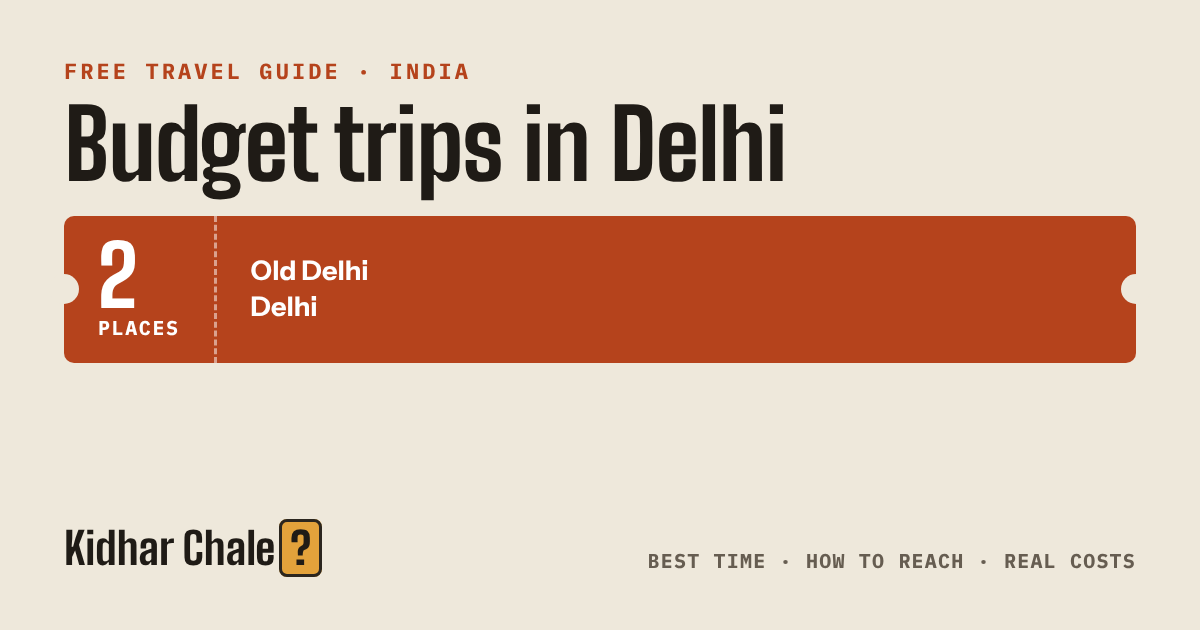 FREE TRAVEL GUIDE · INDIA
Budget trips in Delhi
2
PLACES
Old Delhi
Delhi
Kidhar Chale ?
BEST TIME · HOW TO REACH · REAL COSTS